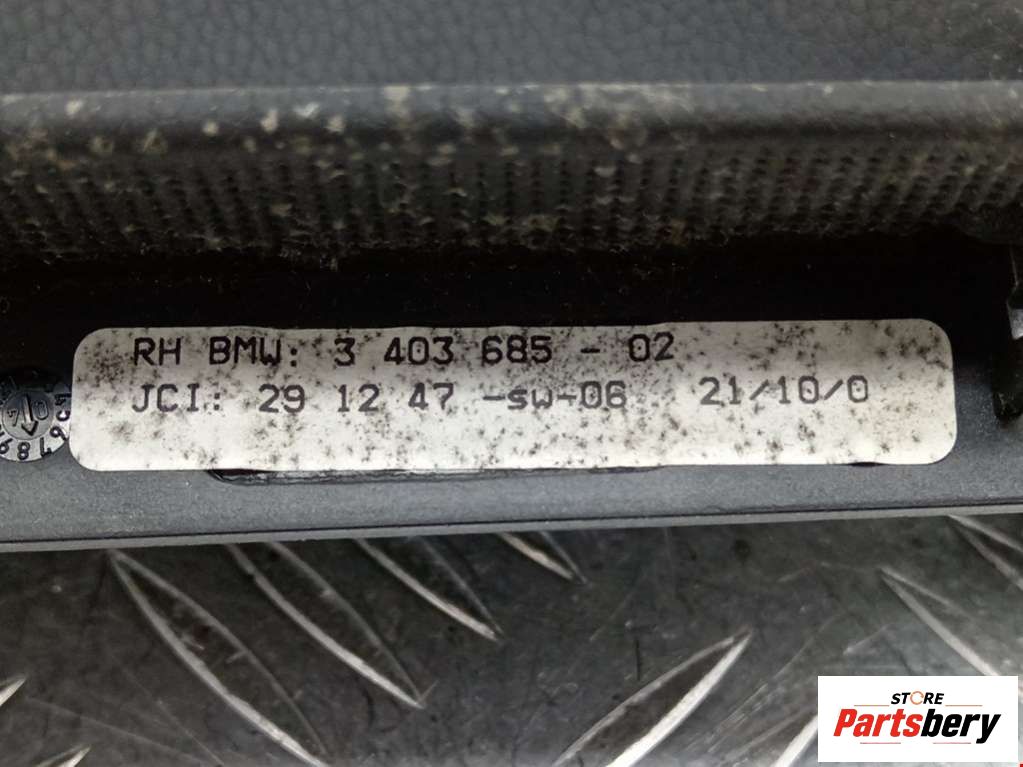 RH BMW: 3 403 685 - 02
JCI: 29 12 47 -sw-06 21/10/0
STORE
Partsbery